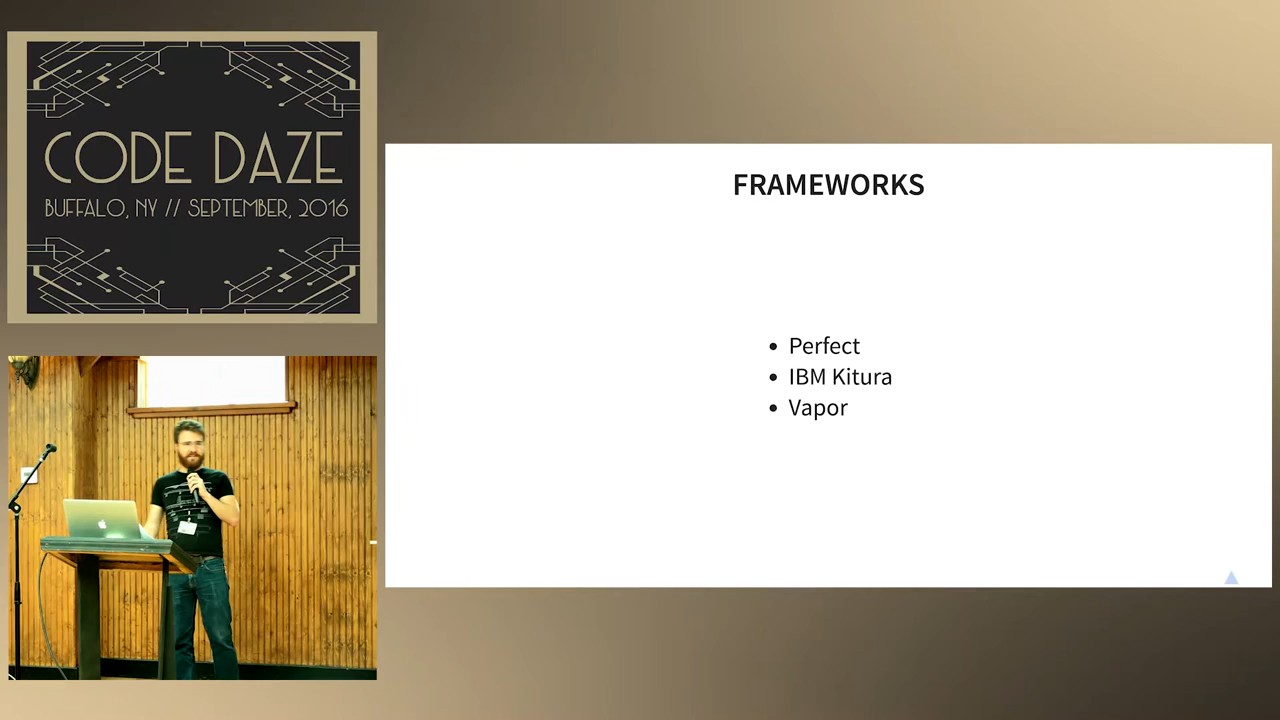 CODE DAZE
BUFFALO, NY // SEPTEMBER, 2016
FRAMEWORKS
• Perfect
• IBM Kitura
• Vapor